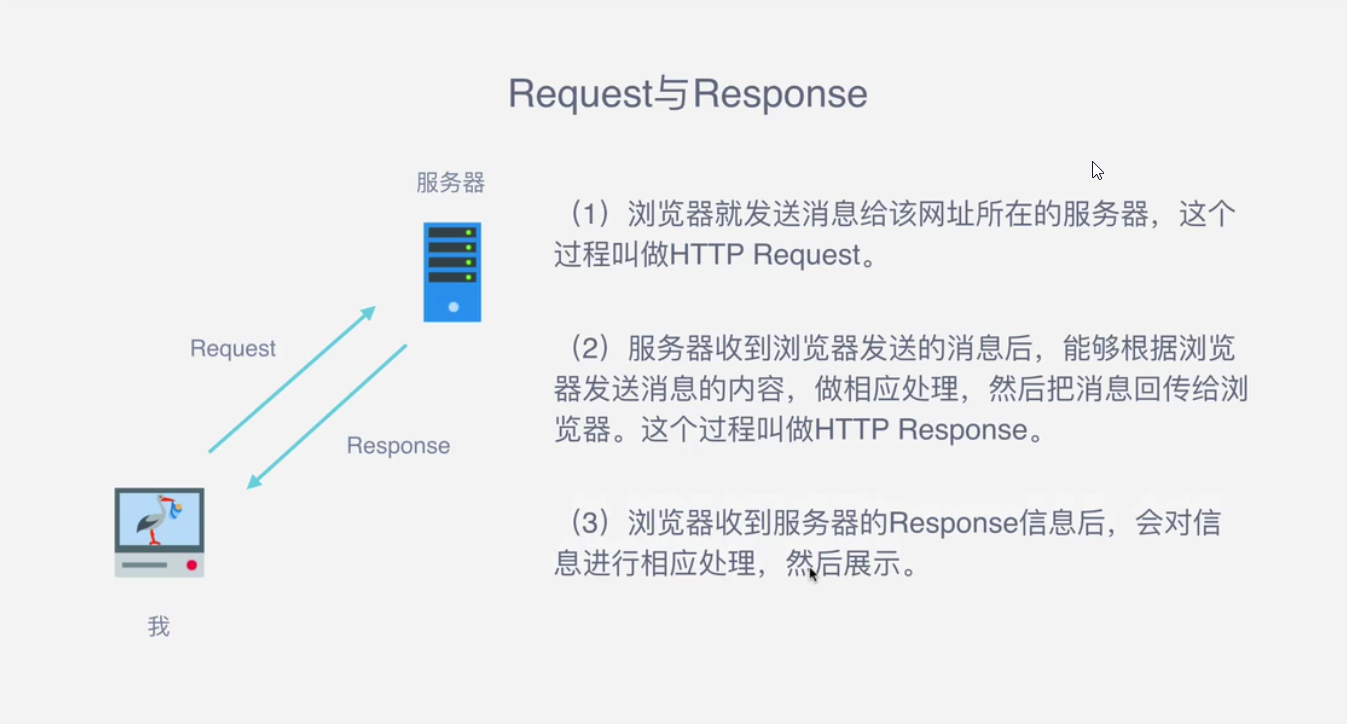 Request与Response
服务器
（1）浏览器就发送消息给该网址所在的服务器，这个
过程叫做HTTP Request。
Request
（2）服务器收到浏览器发送的消息后，能够根据浏览
器发送消息的内容，做相应处理，然后把消息回传给浏
览器。这个过程叫做HTTP Response。
Response
（3）浏览器收到服务器的Response信息后，会对信
息进行相应处理，然后展示。
我